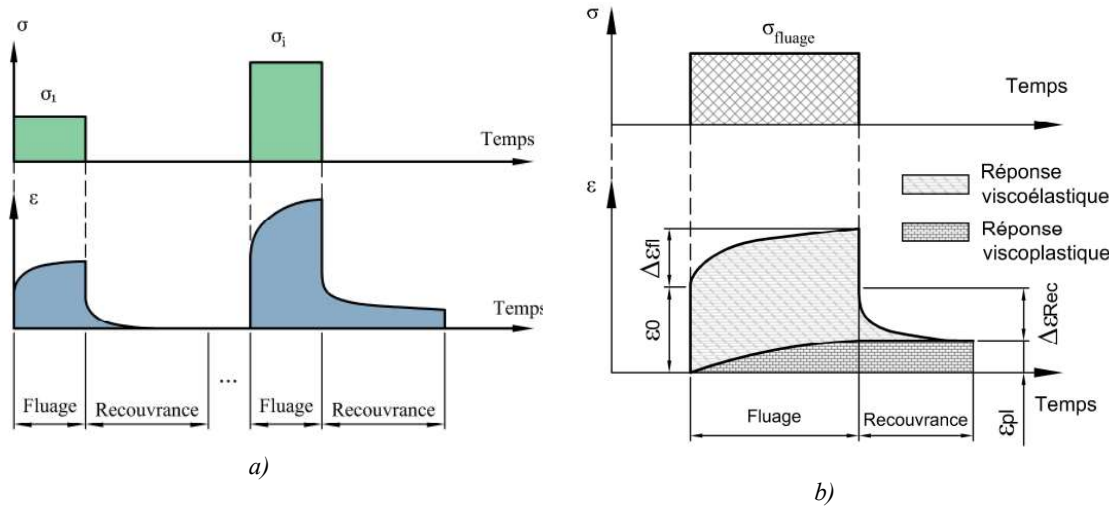 σ
σ₁
σi
Temps
ε
Temps
...
Fluage
Recouvrance
Fluage
Recouvrance
a)
σ
σfluage
Temps
ε
Réponse
viscoélastique
Réponse
viscoplastique
Δεfl
ε0
ΔεRec
εpl
Temps
Fluage
Recouvrance
b)